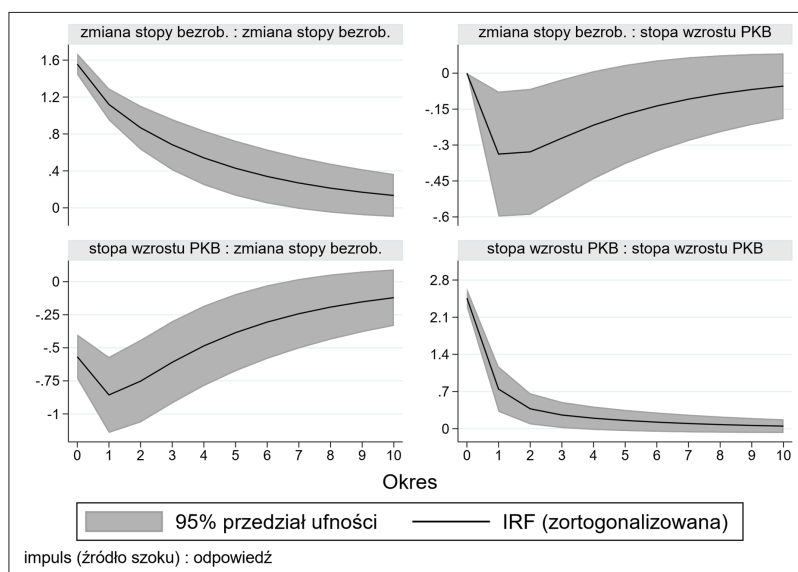 zmiana stopy bezrob. : zmiana stopy bezrob.
zmiana stopy bezrob. : stopa wzrostu PKB
1.6
1.2
.8
.4
0
0
-.15
-.3
-.45
-.6
stopa wzrostu PKB : zmiana stopy bezrob.
stopa wzrostu PKB : stopa wzrostu PKB
0
-.25
-.5
-.75
-1
2.8
2.1
1.4
.7
0
0 1 2 3 4 5 6 7 8 9 10
0 1 2 3 4 5 6 7 8 9 10
Okres
95% przedział ufności
IRF (zortogonalizowana)
impuls (źródło szoku) : odpowiedź